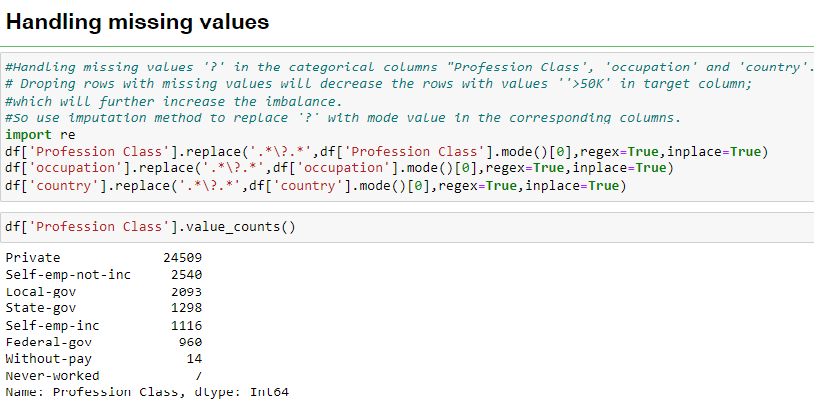 Handling missing values
#Handling missing values '?' in the categorical columns "Profession Class', 'occupation' and 'country'.
# Droping rows with missing values will decrease the rows with values ''>50K' in target column;
#which will further increase the imbalance.
#So use imputation method to replace '?' with mode value in the corresponding columns.
import re
df['Profession Class'].replace('.*\?.*',df['Profession Class'].mode()[0],regex=True,inplace=True)
df['occupation'].replace('.*\?.*',df['occupation'].mode()[0],regex=True,inplace=True)
df['country'].replace('.*\?.*',df['country'].mode()[0],regex=True,inplace=True)
df['Profession Class'].value_counts()
Private 24509
Self-emp-not-inc 2540
Local-gov 2093
State-gov 1298
Self-emp-inc 1116
Federal-gov 960
Without-pay 14
Never-worked
Name: Profession Class, dtype: int64